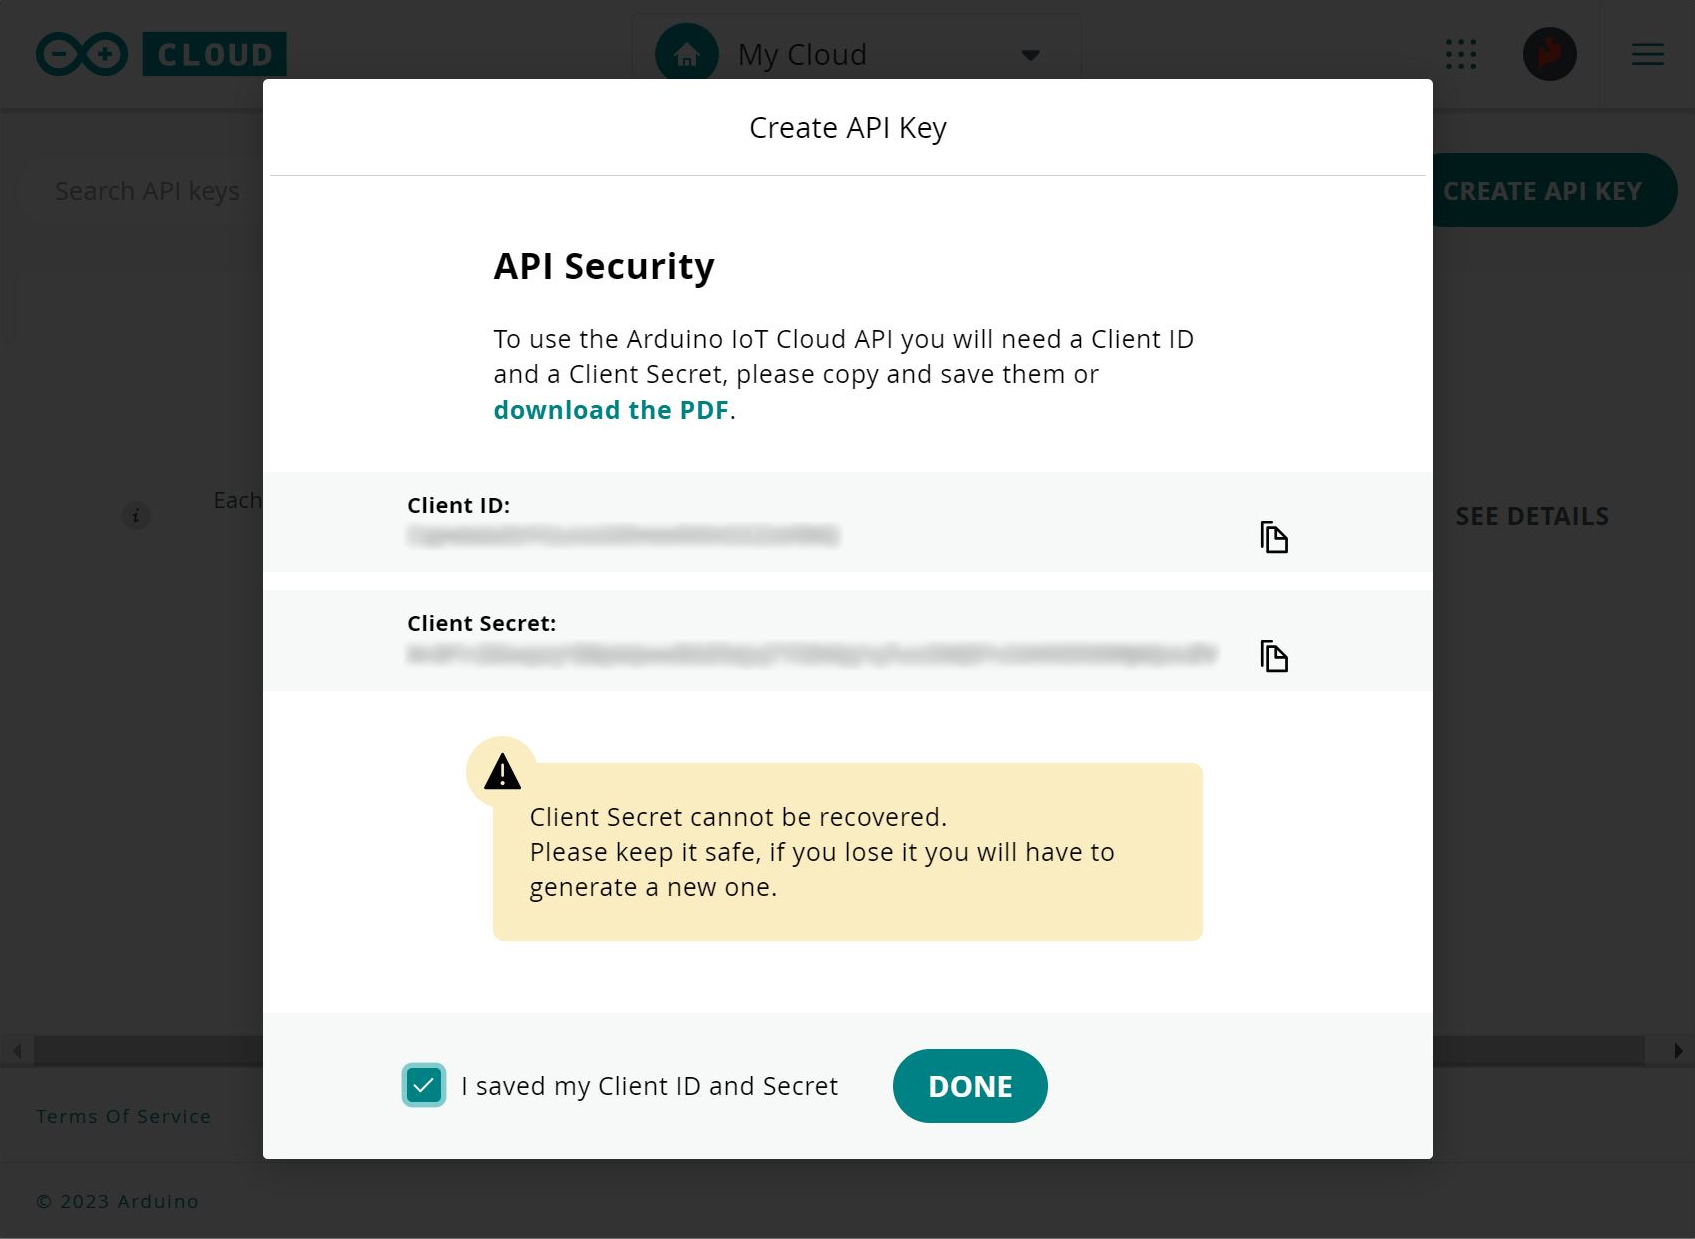 CLOUD
My Cloud
Create API Key
Search API keys
CREATE API KEY
API Security
To use the Arduino IoT Cloud API you will need a Client ID
and a Client Secret, please copy and save them or
download the PDF.
Each
SEE DETAILS
Client ID:
Client Secret:
Client Secret cannot be recovered.
Please keep it safe, if you lose it you will have to
generate a new one.
I saved my Client ID and Secret
DONE
Terms Of Service
© 2023 Arduino